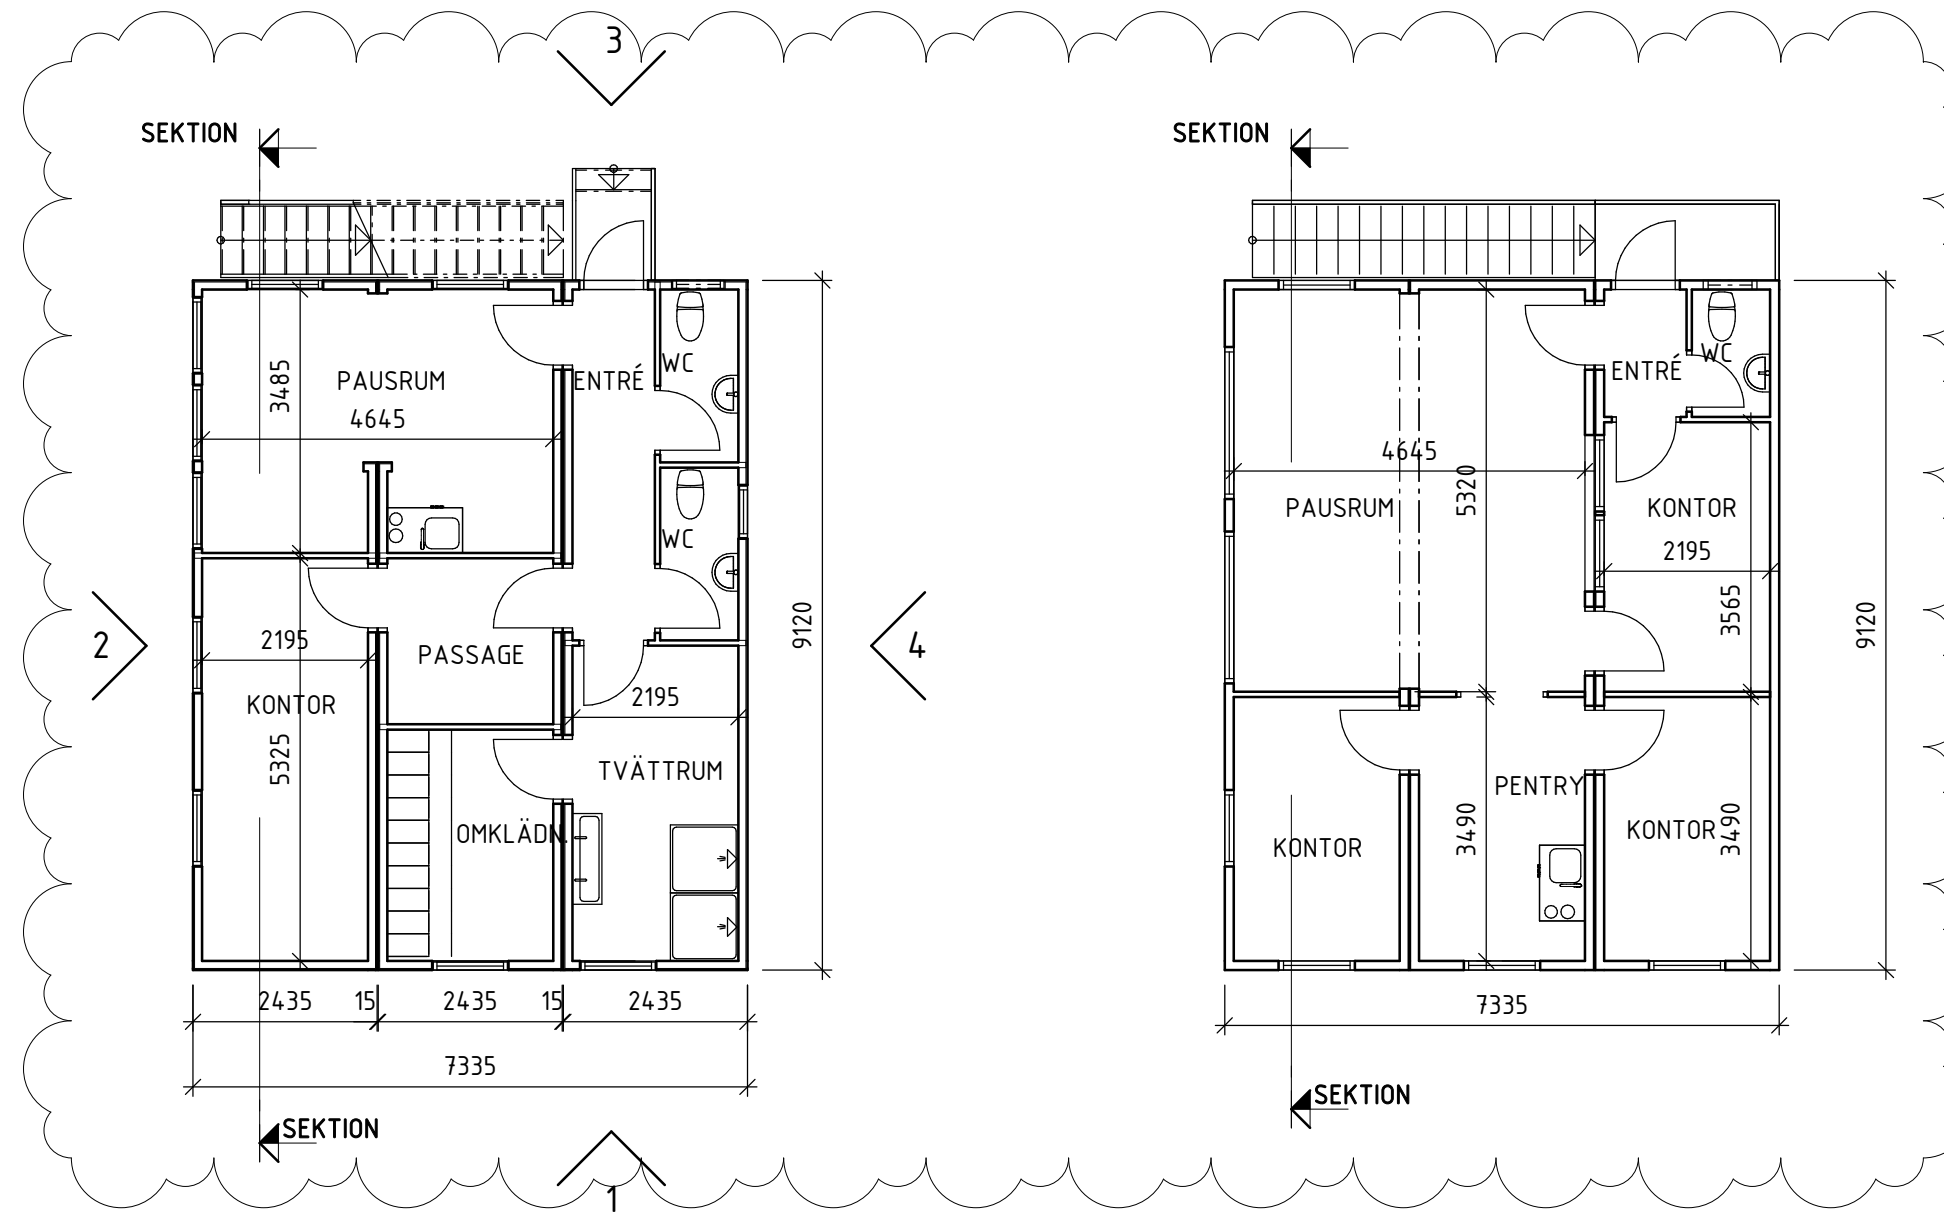 3
SEKTION
SEKTION
3485
PAUSRUM
4645
ENTRÉ
WC
WC
2
2195
PASSAGE
KONTOR
5325
2195
TVÄTTRUM
OMKLÄDN.
9120
4
2435
15
2435
15
2435
7335
SEKTION
1
ENTRÉ
WC
4645
5320
PAUSRUM
KONTOR
2195
3565
9120
PENTRY
3490
KONTOR
KONTOR
3490
7335
SEKTION